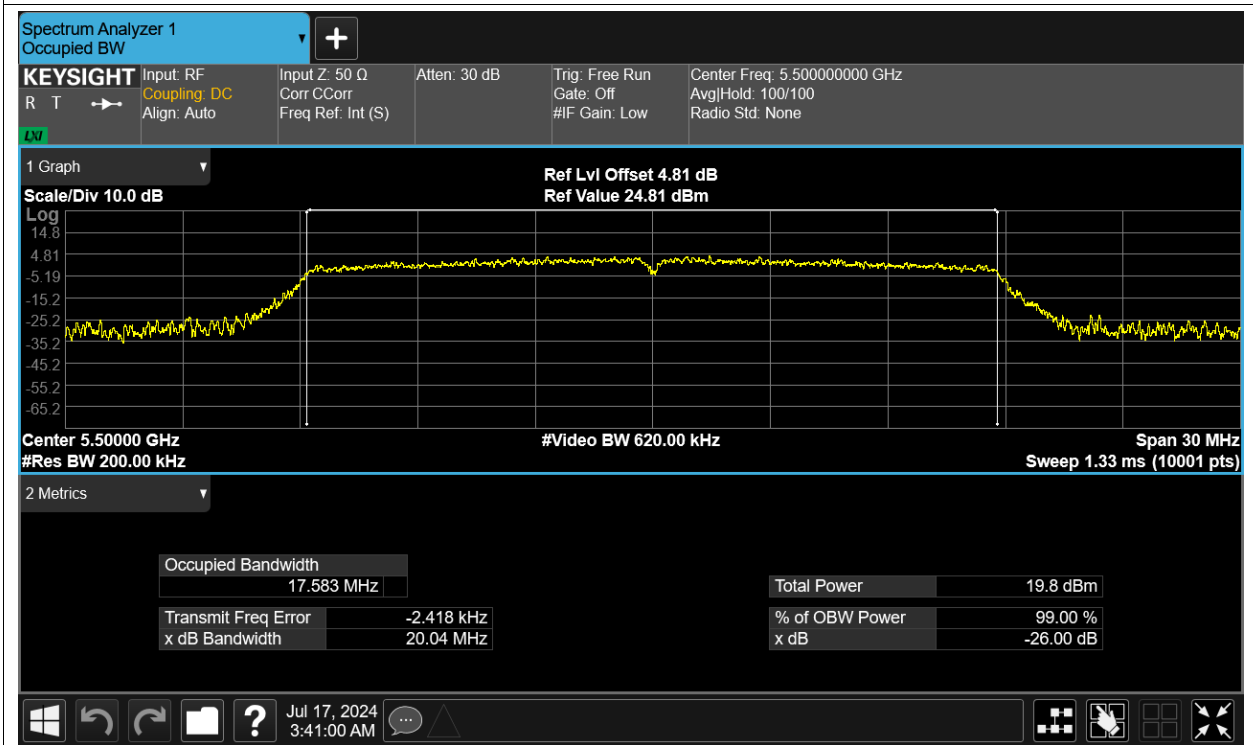 Spectrum Analyzer 1
Occupied BW
KEYSIGHT
R T
LXI
Input: RF
Coupling: DC
Align: Auto
Input Z: 50 Ω
Corr CCorr
Freq Ref: Int (S)
Atten: 30 dB
Trig: Free Run
Gate: Off
#IF Gain: Low
Center Freq: 5.500000000 GHz
Avg|Hold: 100/100
Radio Std: None
1 Graph
Scale/Div 10.0 dB
Ref Lvl Offset 4.81 dB
Ref Value 24.81 dBm
Log
14.8
4.81
-5.19
-15.2
-25.2
-35.2
-45.2
-55.2
-65.2
Center 5.50000 GHz
#Res BW 200.00 kHz
#Video BW 620.00 kHz
Span 30 MHz
Sweep 1.33 ms (10001 pts)
2 Metrics
Occupied Bandwidth
17.583 MHz
Transmit Freq Error -2.418 kHz
x dB Bandwidth 20.04 MHz
Total Power 19.8 dBm
% of OBW Power 99.00 %
x dB -26.00 dB
?
Jul 17, 2024
3:41:00 AM